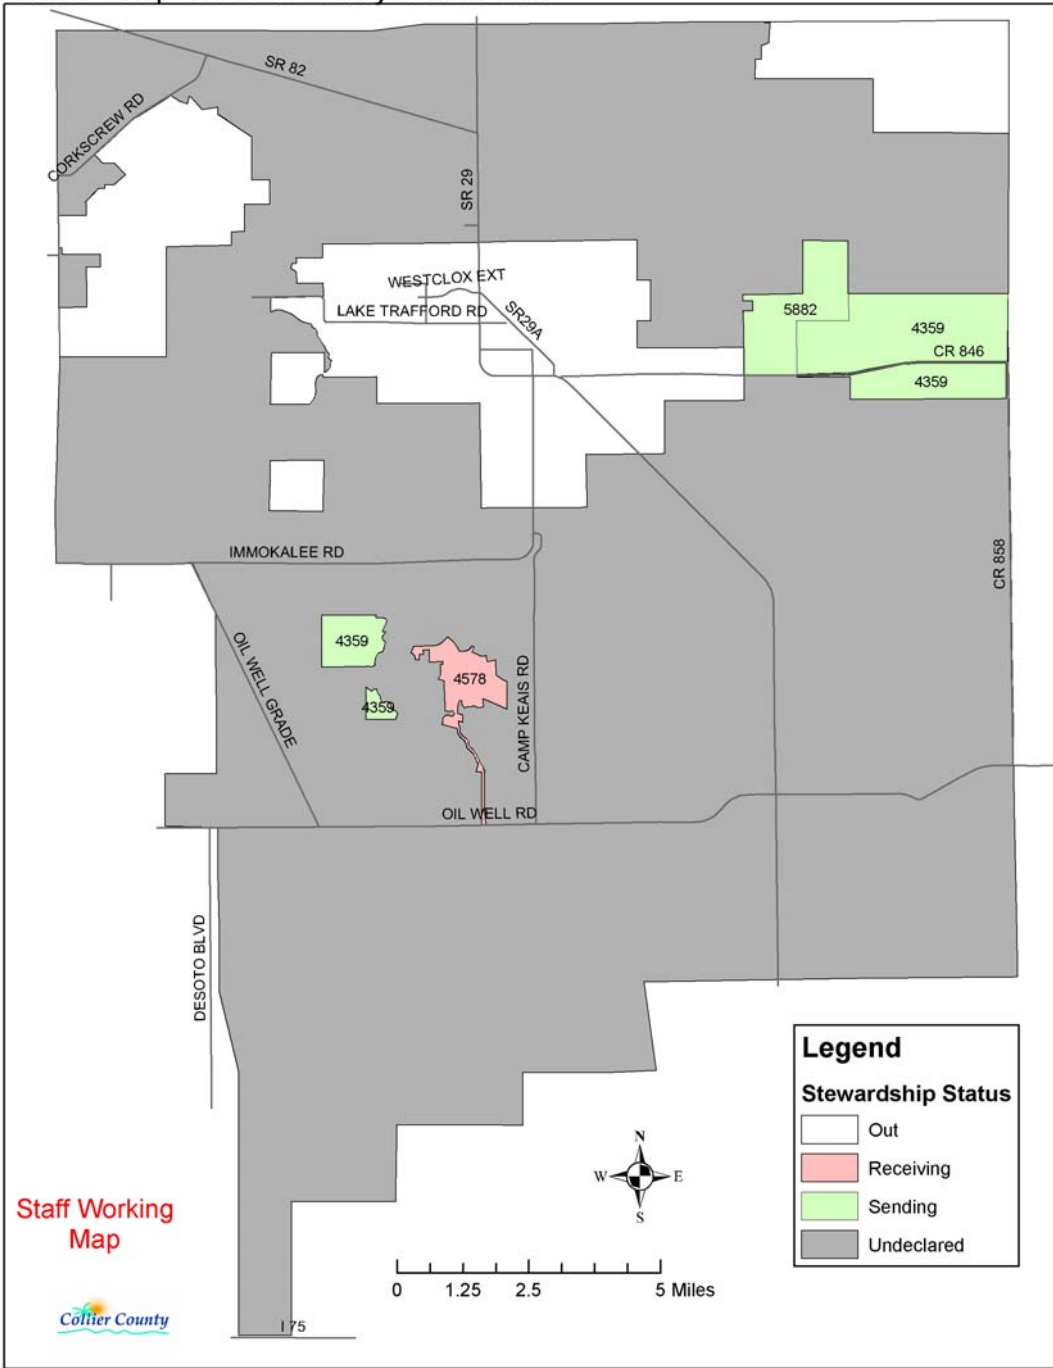 SR 82
CORKSCREW RD
SR 29
WESTCLOX EXT
LAKE TRAFFORD RD
SR29A
5882
4359
CR 846
4359
IMMOKALEE RD
CR 858
OIL WELL GRADE
4359
4359
4578
CAMP KEAIS RD
OIL WELL RD
DESOTO BLVD
Legend
Stewardship Status
Out
Receiving
Sending
Undeclared
N
W E
S
Staff Working
Map
0 1.25 2.5 5 Miles
Collier County
I 75